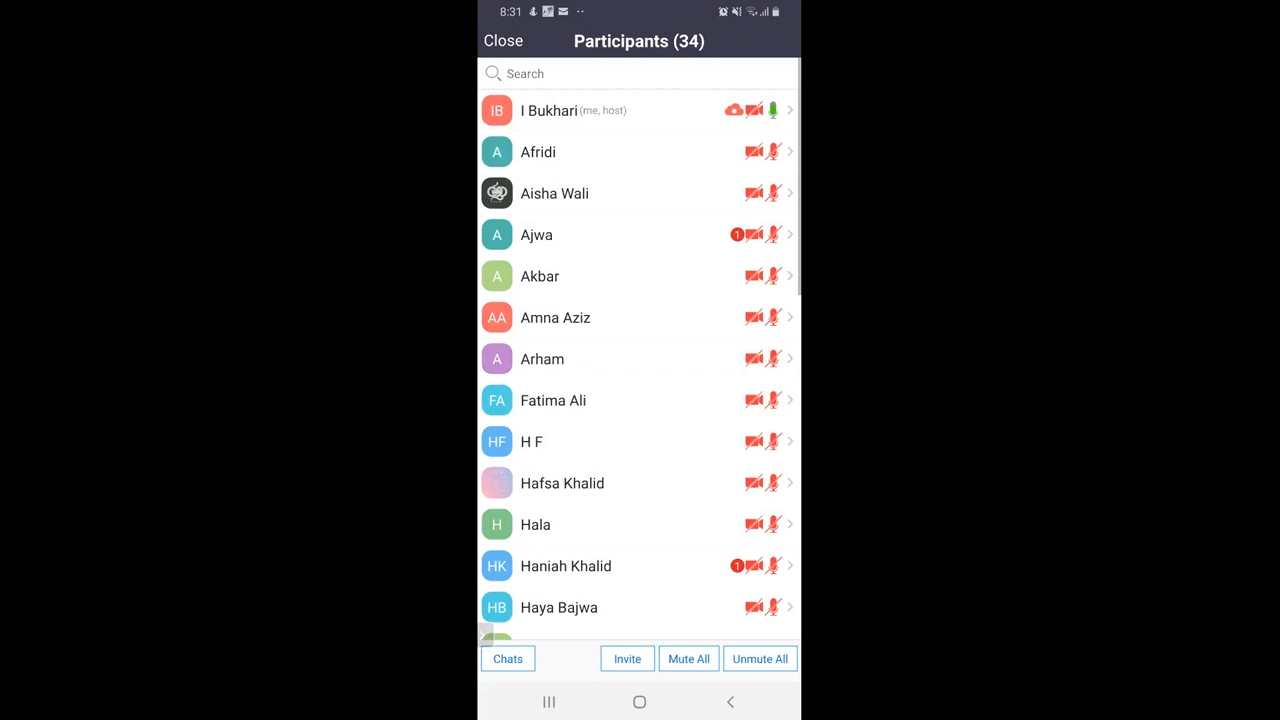 8:31
Close Participants (34)
Search
IB I Bukhari (me, host)
A Afridi
Aisha Wali
A Ajwa 1
A Akbar
AA Amna Aziz
A Arham
FA Fatima Ali
HF H F
Hafsa Khalid
H Hala
HK Haniah Khalid 1
HB Haya Bajwa
Chats Invite Mute All Unmute All